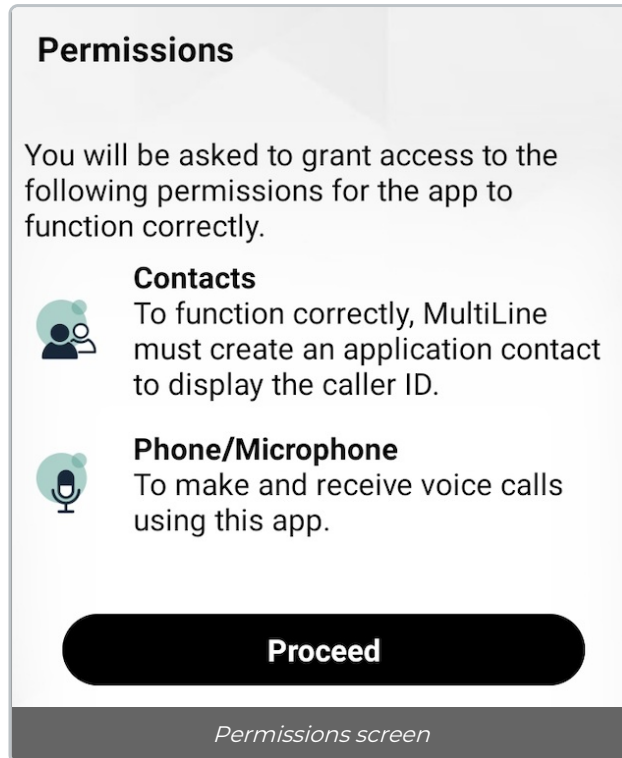 Permissions
You will be asked to grant access to the
following permissions for the app to
function correctly.
Contacts
To function correctly, MultiLine
must create an application contact
to display the caller ID.
Phone/Microphone
To make and receive voice calls
using this app.
Proceed
Permissions screen